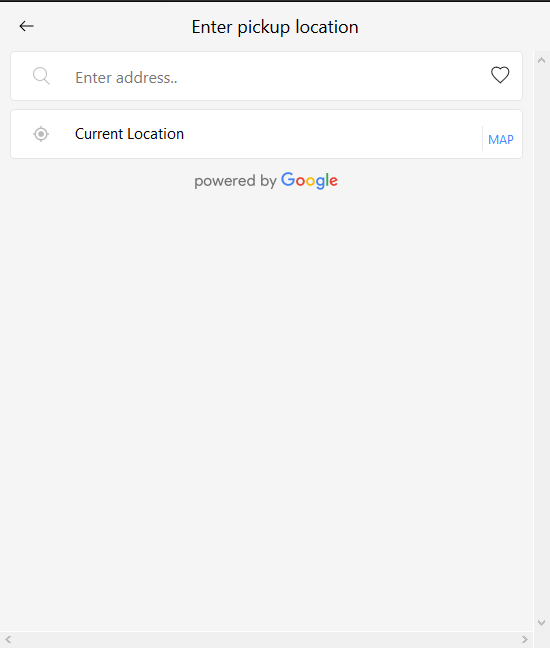 Enter pickup location
Enter address..
Current Location
MAP
powered by Google